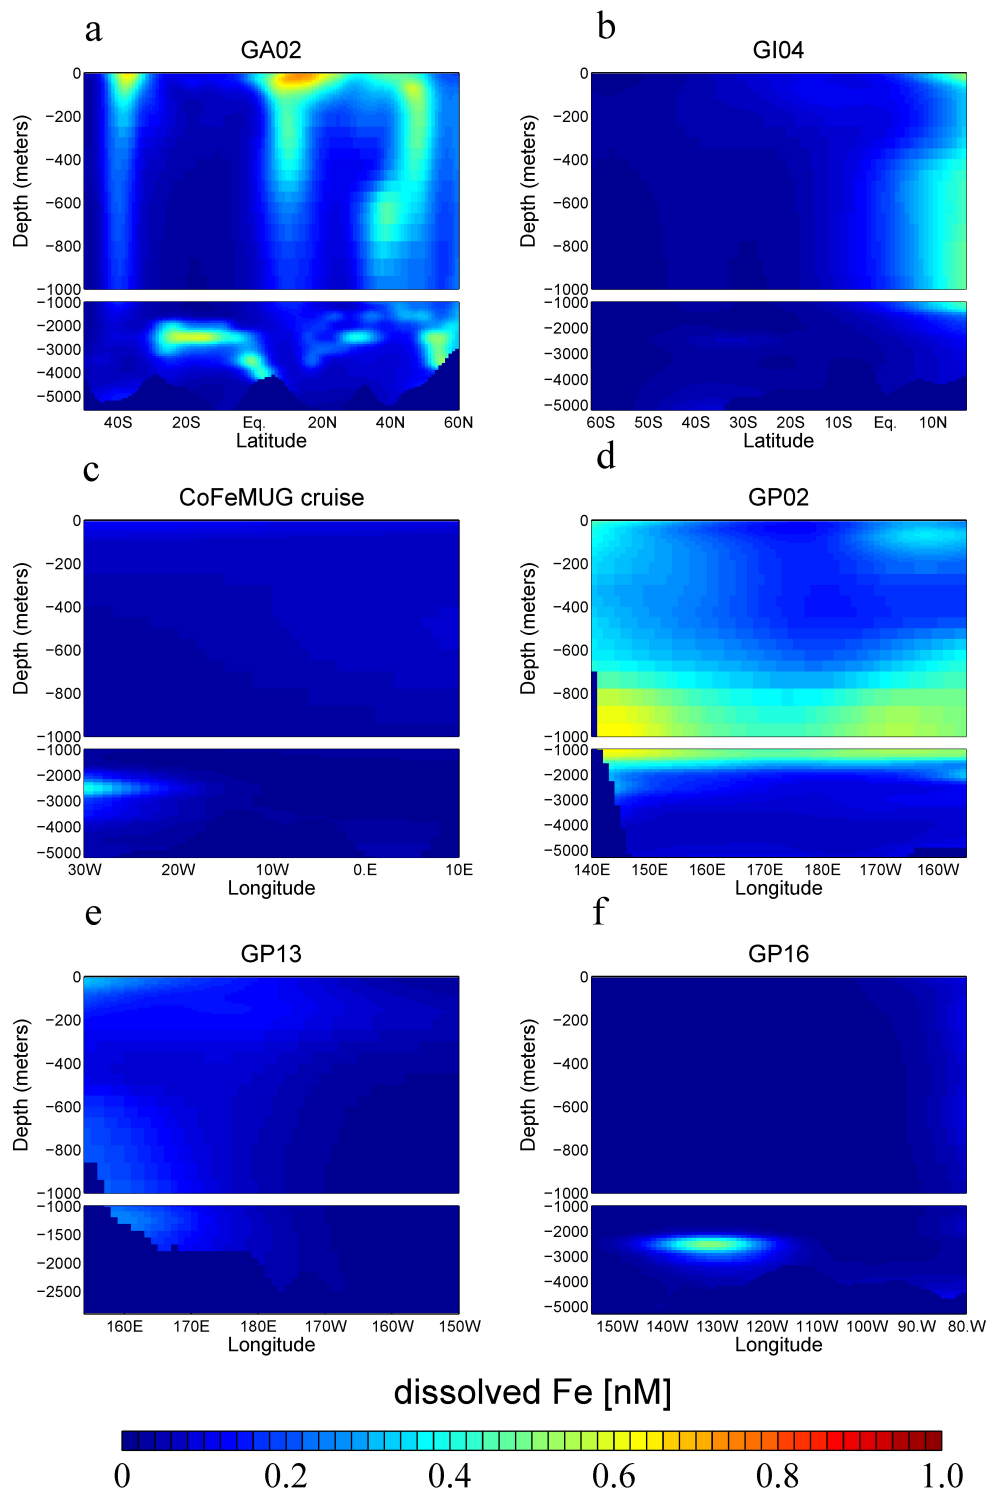 a
GA02
0
−200
−400
−600
−800
−1000
−1000
−2000
−3000
−4000
−5000
Depth (meters)
40S 20S Eq. 20N 40N 60N
Latitude
b
GI04
0
−200
−400
−600
−800
−1000
−1000
−2000
−3000
−4000
−5000
Depth (meters)
60S 50S 40S 30S 20S 10S Eq. 10N
Latitude
c
CoFeMUG cruise
0
−200
−400
−600
−800
−1000
−1000
−2000
−3000
−4000
−5000
Depth (meters)
30W 20W 10W 0.E 10E
Longitude
d
GP02
0
−200
−400
−600
−800
−1000
−1000
−2000
−3000
−4000
−5000
Depth (meters)
140E 150E 160E 170E 180E 170W 160W
Longitude
e
GP13
0
−200
−400
−600
−800
−1000
−1000
−1500
−2000
−2500
Depth (meters)
160E 170E 180E 170W 160W 150W
Longitude
f
GP16
0
−200
−400
−600
−800
−1000
−1000
−2000
−3000
−4000
−5000
Depth (meters)
150W 140W 130W 120W 110W 100W 90.W 80.W
Longitude
dissolved Fe [nM]
0 0.2 0.4 0.6 0.8 1.0